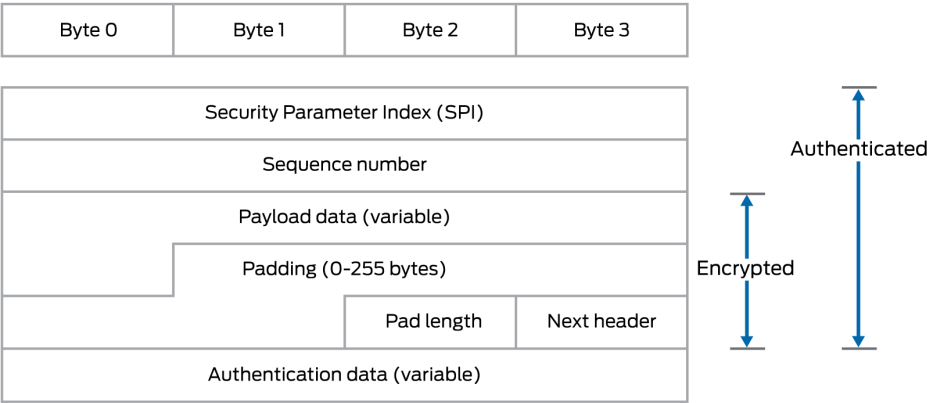 Byte 0 Byte 1 Byte 2 Byte 3
Security Parameter Index (SPI)
Authenticated
Sequence number
Payload data (variable)
Padding (0-255 bytes)
Encrypted
Pad length Next header
Authentication data (variable)